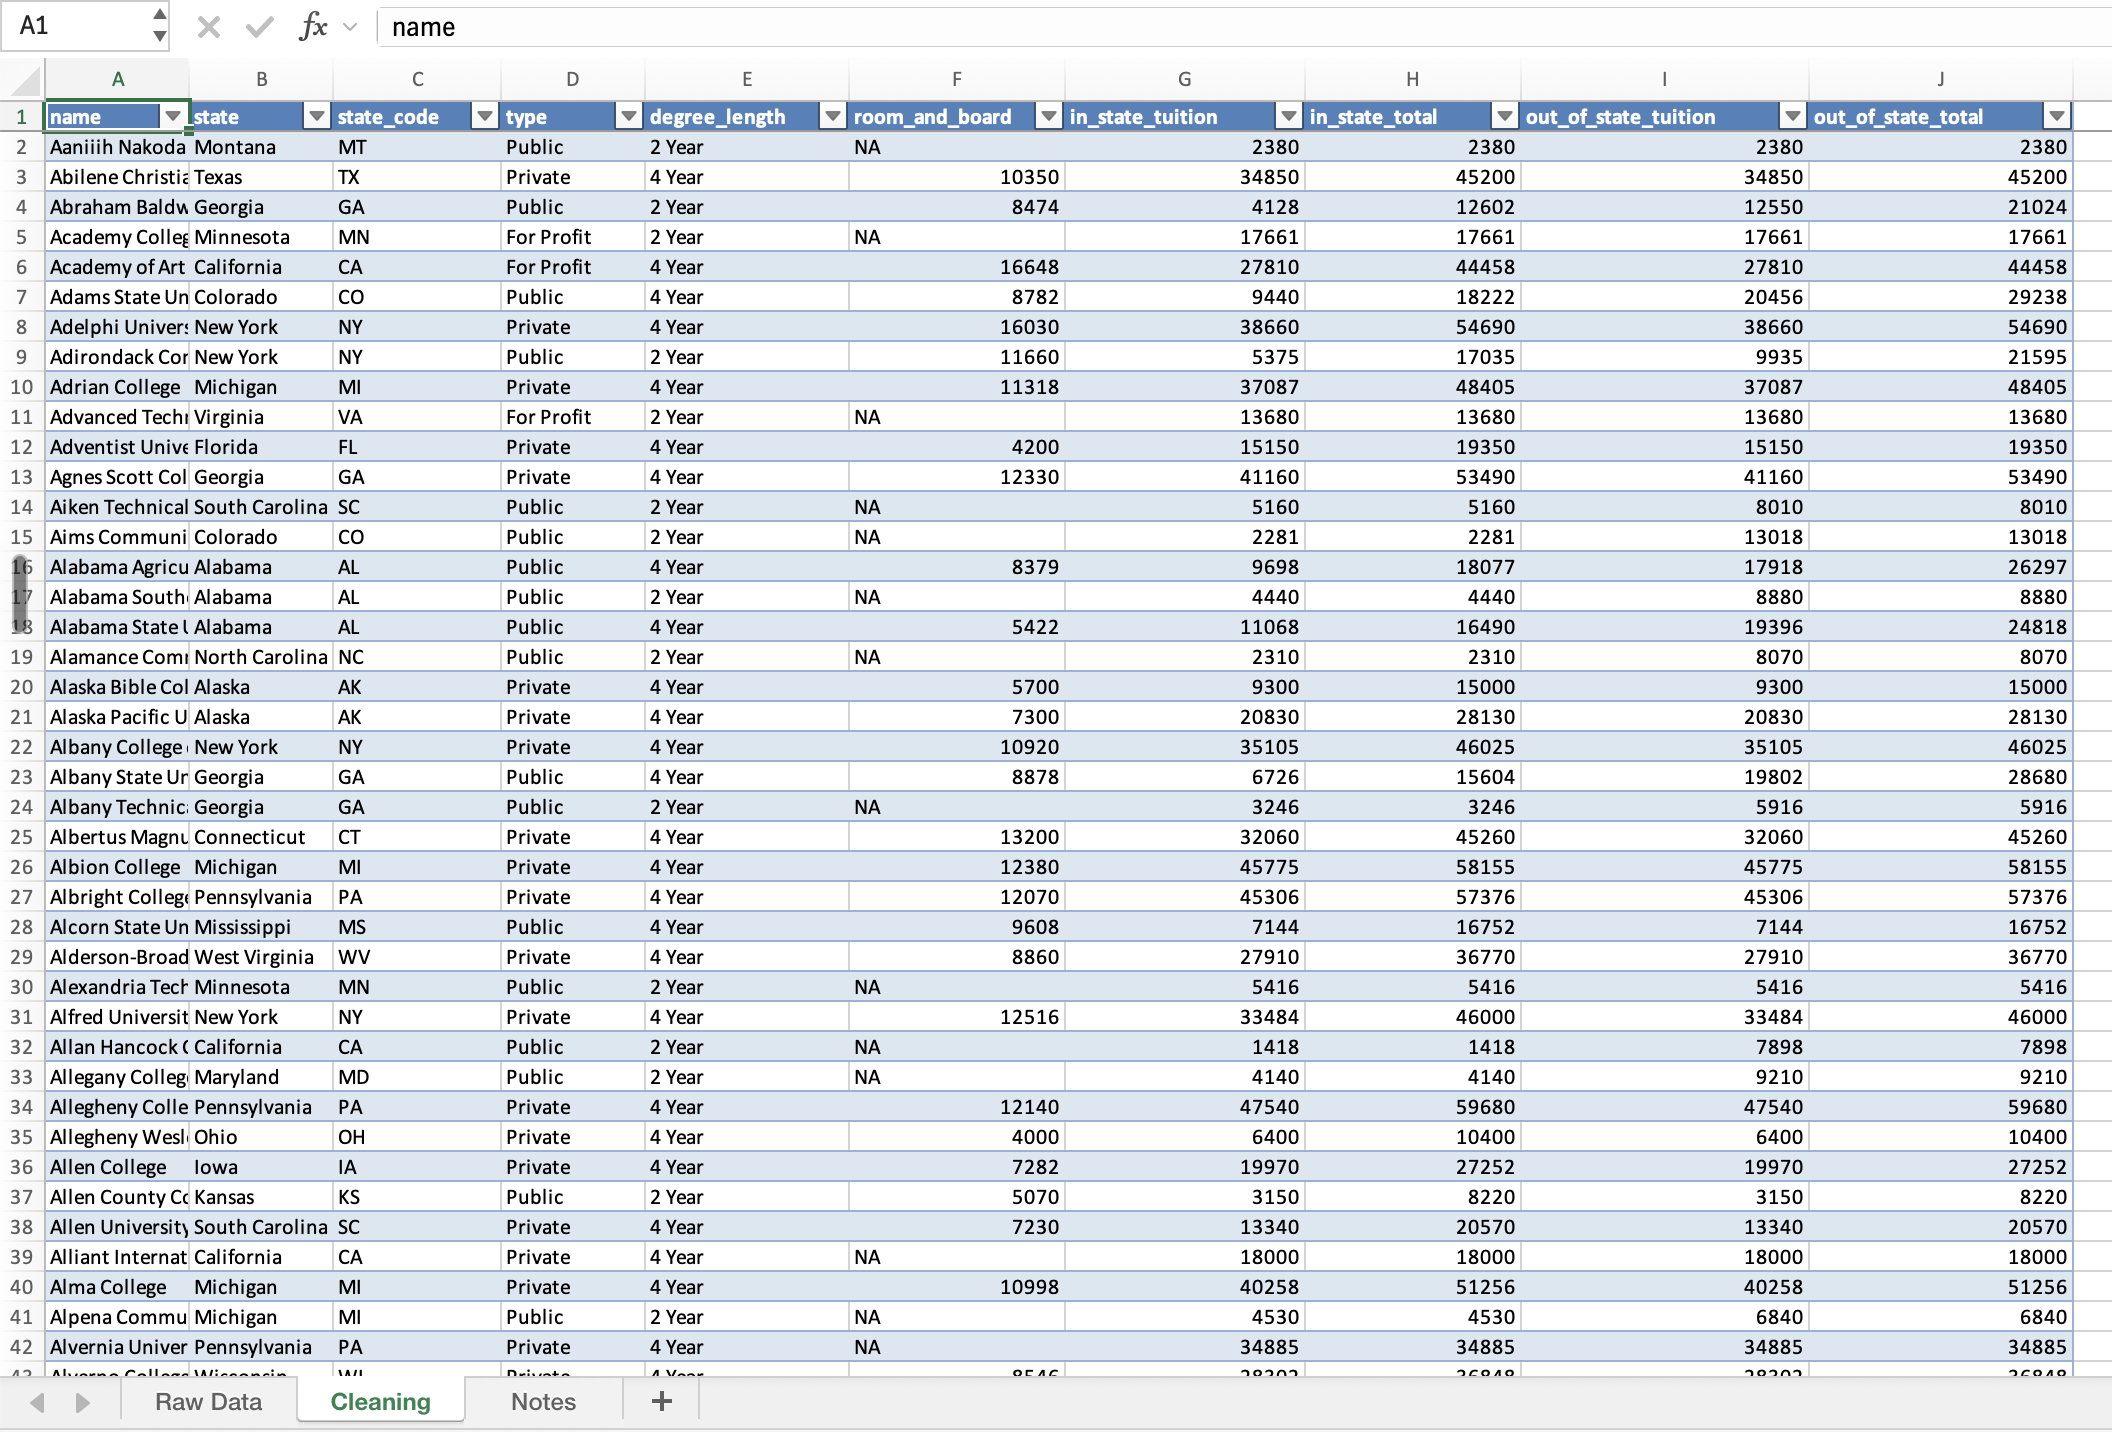 A1 fx name
A B C D E F G H I J
1 name state state_code type degree_length room_and_board in_state_tuition in_state_total out_of_state_tuition out_of_state_total
2 Aaniiih Nakoda Montana MT Public 2 Year NA 2380 2380 2380 2380
3 Abilene Christia Texas TX Private 4 Year 10350 34850 45200 34850 45200
4 Abraham Baldw Georgia GA Public 2 Year 8474 4128 12602 12550 21024
5 Academy Colleg Minnesota MN For Profit 2 Year NA 17661 17661 17661 17661
6 Academy of Art California CA For Profit 4 Year 16648 27810 44458 27810 44458
7 Adams State Un Colorado CO Public 4 Year 8782 9440 18222 20456 29238
8 Adelphi Univers New York NY Private 4 Year 16030 38660 54690 38660 54690
9 Adirondack Cor New York NY Public 2 Year 11660 5375 17035 9935 21595
10 Adrian College Michigan MI Private 4 Year 11318 37087 48405 37087 48405
11 Advanced Techn Virginia VA For Profit 2 Year NA 13680 13680 13680 13680
12 Adventist Unive Florida FL Private 4 Year 4200 15150 19350 15150 19350
13 Agnes Scott Col Georgia GA Private 4 Year 12330 41160 53490 41160 53490
14 Aiken Technical South Carolina SC Public 2 Year NA 5160 5160 8010 8010
15 Aims Communi Colorado CO Public 2 Year NA 2281 2281 13018 13018
16 Alabama Agricu Alabama AL Public 4 Year 8379 9698 18077 17918 26297
17 Alabama South Alabama AL Public 2 Year NA 4440 4440 8880 8880
18 Alabama State U Alabama AL Public 4 Year 5422 11068 16490 19396 24818
19 Alamance Comm North Carolina NC Public 2 Year NA 2310 2310 8070 8070
20 Alaska Bible Col Alaska AK Private 4 Year 5700 9300 15000 9300 15000
21 Alaska Pacific U Alaska AK Private 4 Year 7300 20830 28130 20830 28130
22 Albany College New York NY Private 4 Year 10920 35105 46025 35105 46025
23 Albany State Un Georgia GA Public 4 Year 8878 6726 15604 19802 28680
24 Albany Technic Georgia GA Public 2 Year NA 3246 3246 5916 5916
25 Albertus Magnu Connecticut CT Private 4 Year 13200 32060 45260 32060 45260
26 Albion College Michigan MI Private 4 Year 12380 45775 58155 45775 58155
27 Albright College Pennsylvania PA Private 4 Year 12070 45306 57376 45306 57376
28 Alcorn State Un Mississippi MS Public 4 Year 9608 7144 16752 7144 16752
29 Alderson-Broad West Virginia WV Private 4 Year 8860 27910 36770 27910 36770
30 Alexandria Tech Minnesota MN Public 2 Year NA 5416 5416 5416 5416
31 Alfred Universit New York NY Private 4 Year 12516 33484 46000 33484 46000
32 Allan Hancock C California CA Public 2 Year NA 1418 1418 7898 7898
33 Allegany Colleg Maryland MD Public 2 Year NA 4140 4140 9210 9210
34 Allegheny Colle Pennsylvania PA Private 4 Year 12140 47540 59680 47540 59680
35 Allegheny Wesl Ohio OH Private 4 Year 4000 6400 10400 6400 10400
36 Allen College Iowa IA Private 4 Year 7282 19970 27252 19970 27252
37 Allen County Co Kansas KS Public 2 Year 5070 3150 8220 3150 8220
38 Allen University South Carolina SC Private 4 Year 7230 13340 20570 13340 20570
39 Alliant Internat California CA Private 4 Year NA 18000 18000 18000 18000
40 Alma College Michigan MI Private 4 Year 10998 40258 51256 40258 51256
41 Alpena Commu Michigan MI Public 2 Year NA 4530 4530 6840 6840
42 Alvernia Univer Pennsylvania PA Private 4 Year NA 34885 34885 34885 34885
43 Alverno College Wisconsin WI Private 4 Year 8546 28302 36848 28302 36848
Raw Data Cleaning Notes +